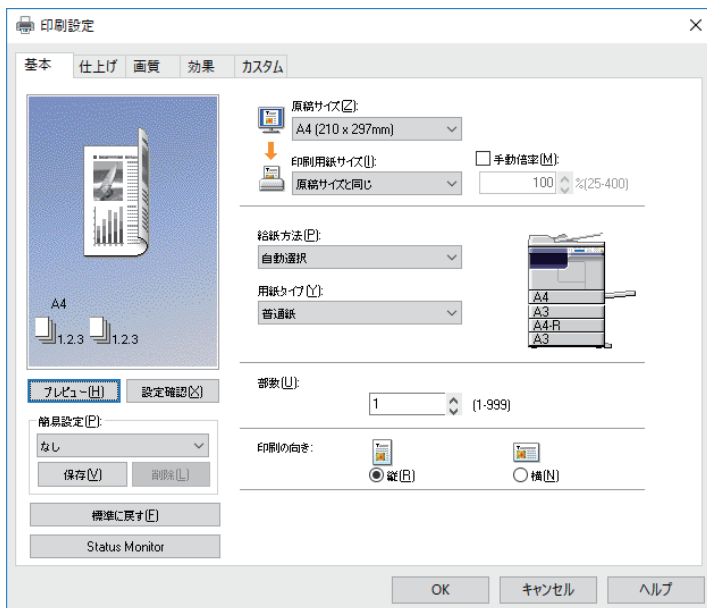 印刷設定
基本 仕上げ 画質 効果 カスタム
A4
1.2.3 1.2.3
プレビュー(H) 設定確認(X)
簡易設定(P):
なし
保存(V) 削除(L)
標準に戻す(F)
Status Monitor
原稿サイズ(Z):
A4 (210 x 297mm)
印刷用紙サイズ(I):
原稿サイズと同じ
手動倍率(M):
100 %(25-400)
給紙方法(P):
自動選択
用紙タイプ(Y):
普通紙
A4
A3
A4-R
A3
部数(U):
1 (1-999)
印刷の向き:
縦(R) 横(N)
OK キャンセル ヘルプ